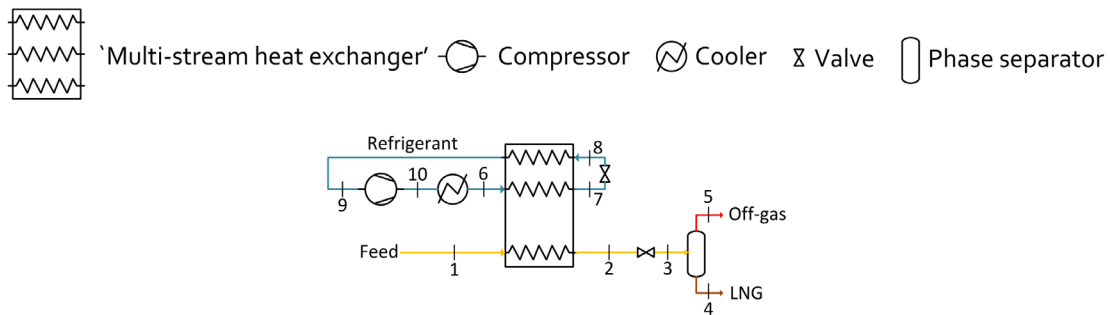 ‘Multi-stream heat exchanger’ Compressor Cooler Valve Phase separator
Refrigerant
8
10 6
9 7
5
Off-gas
Feed
1 2 3
LNG
4